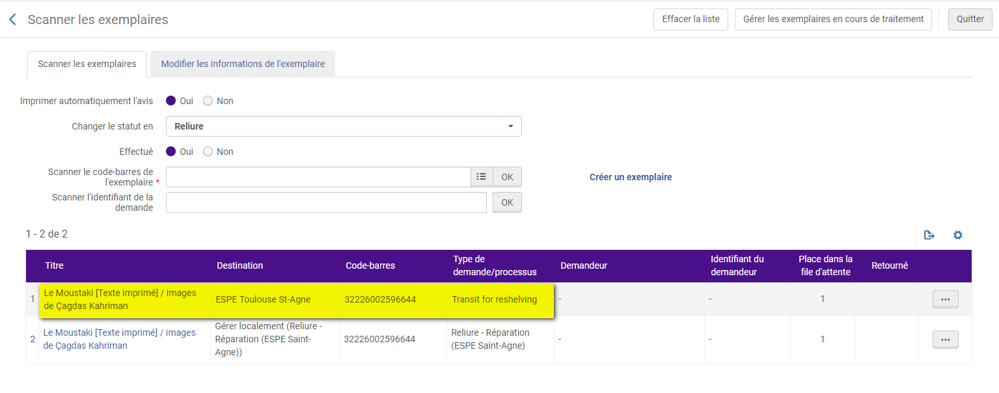 Scanner les exemplaires
Effacer la liste
Gérer les exemplaires en cours de traitement
Quitter
Scanner les exemplaires
Modifier les informations de l'exemplaire
Imprimer automatiquement l'avis
Oui
Non
Changer le statut en
Reliure
Effectué
Oui
Non
Scanner le code-barres de
l'exemplaire *
OK
Créer un exemplaire
Scanner l'identifiant de la
demande
OK
1 - 2 de 2
Titre
Destination
Code-barres
Type de
demande/processus
Demandeur
Identifiant du
demandeur
Place dans la
file d'attente
Retourné
1
Le Moustaki [Texte imprimé] / images
de Çagdas Kahriman
ESPE Toulouse St-Agne
32226002596644
Transit for reshelving
-
-
1
2
Le Moustaki [Texte imprimé] / images
de Çagdas Kahriman
Gérer localement (Reliure -
Réparation (ESPE Saint-
Agne))
32226002596644
Reliure - Réparation
(ESPE Saint-Agne)
-
-
1